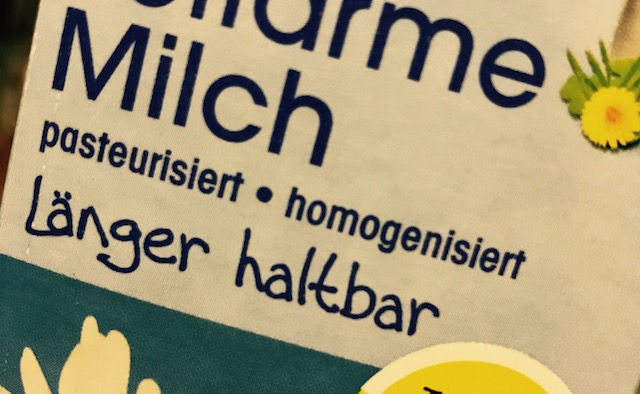 Milch
pasteurisiert • homogenisiert
Länger haltbar